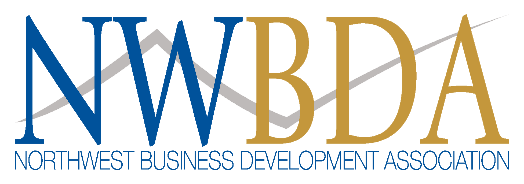 NWBDA
NORTHWEST BUSINESS DEVELOPMENT ASSOCIATION